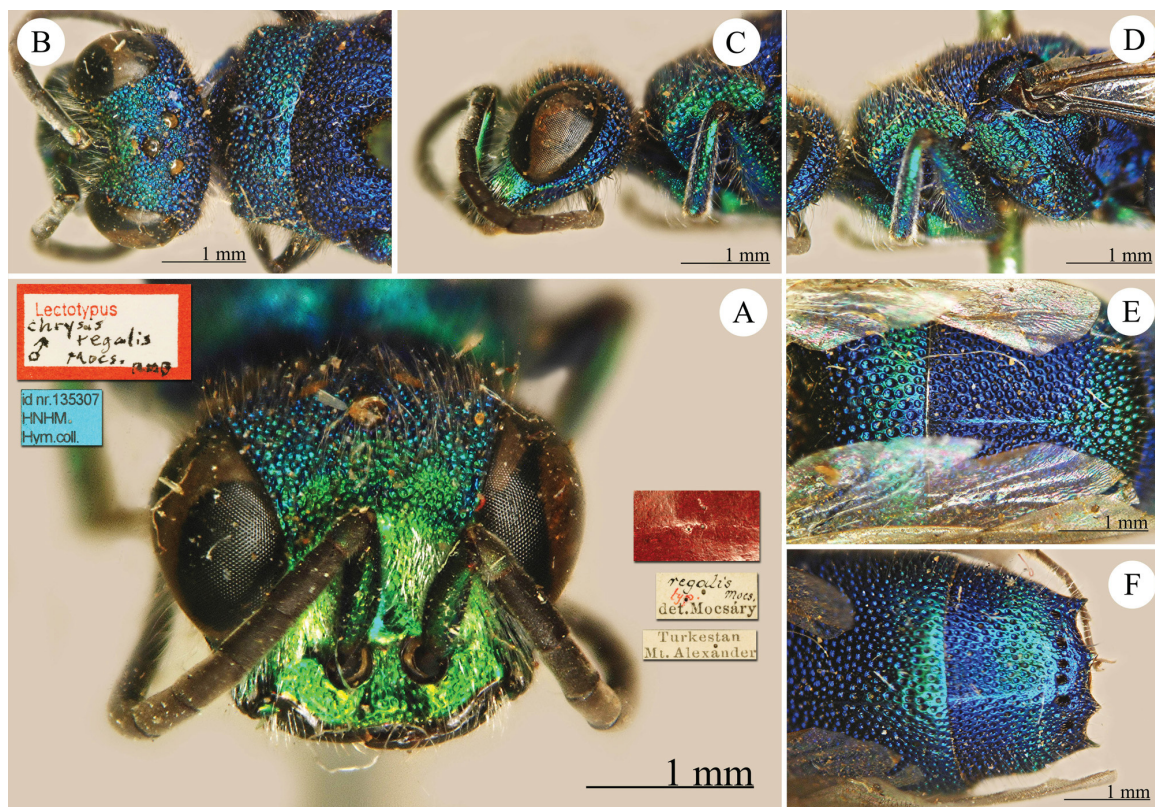 B
1 mm
C
1 mm
D
1 mm
Lectotypus
chrysis
♂ regalis
Mocs.
id nr.135307
HNHM
Hym.coll.
A
regalis
typ. Mocs.
det. Mocsáry
Turkestan
Mt. Alexander
1 mm
E
1 mm
F
1 mm